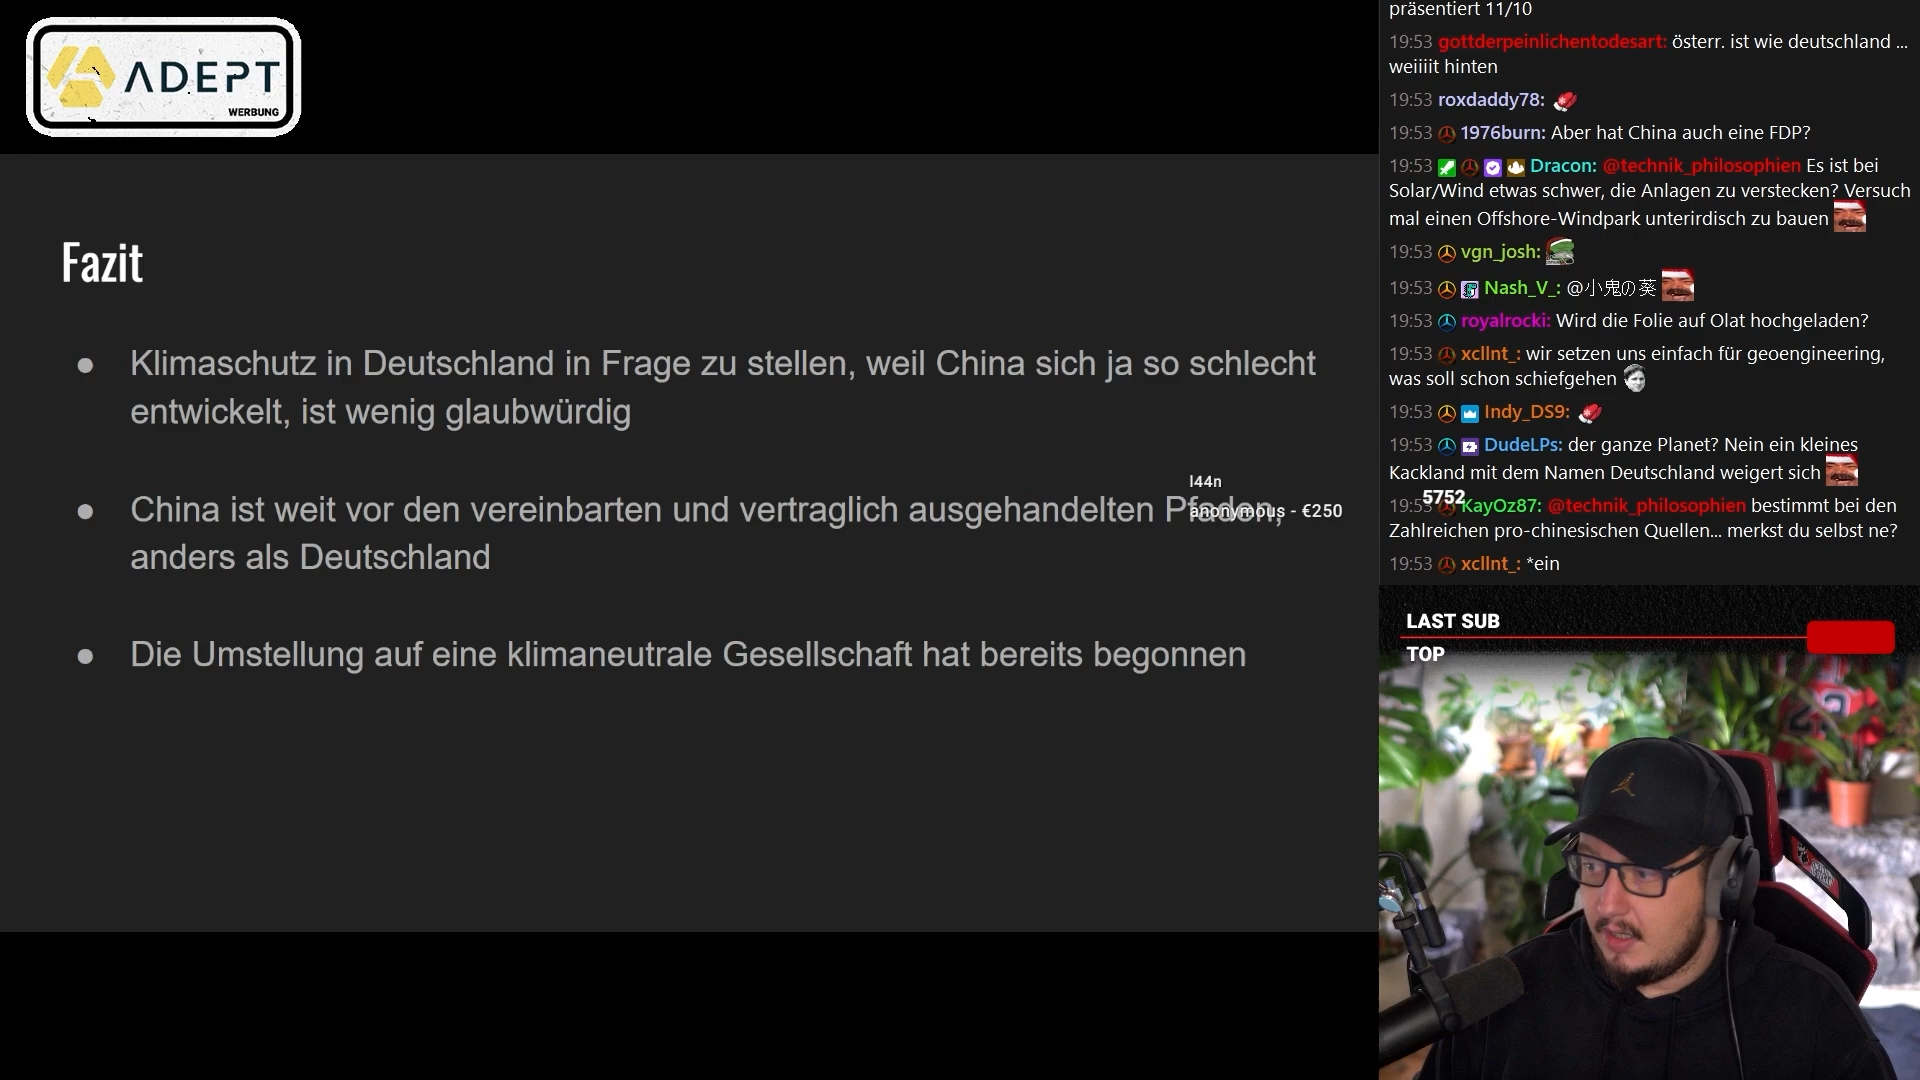 ADEPT
WERBUNG
Fazit
● Klimaschutz in Deutschland in Frage zu stellen, weil China sich ja so schlecht
entwickelt, ist wenig glaubwürdig
● China ist weit vor den vereinbarten und vertraglich ausgehandelten Pfaden,
anders als Deutschland
● Die Umstellung auf eine klimaneutrale Gesellschaft hat bereits begonnen
l44n
anonymous - €250
präsentiert 11/10
19:53 gottderpeinlichentodesart: österr. ist wie deutschland ...
weiiiit hinten
19:53 roxdaddy78:
19:53 1976burn: Aber hat China auch eine FDP?
19:53 Dracon: @technik_philosophien Es ist bei
Solar/Wind etwas schwer, die Anlagen zu verstecken? Versuch
mal einen Offshore-Windpark unterirdisch zu bauen
19:53 vgn_josh:
19:53 Nash_V_: @小鬼の葵
19:53 royalrocki: Wird die Folie auf Olat hochgeladen?
19:53 xcllnt_: wir setzen uns einfach für geoengineering,
was soll schon schiefgehen
19:53 Indy_DS9:
19:53 DudeLPs: der ganze Planet? Nein ein kleines
Kackland mit dem Namen Deutschland weigert sich
5752
19:53 KayOz87: @technik_philosophien bestimmt bei den
Zahlreichen pro-chinesischen Quellen... merkst du selbst ne?
19:53 xcllnt_: *ein
LAST SUB
TOP